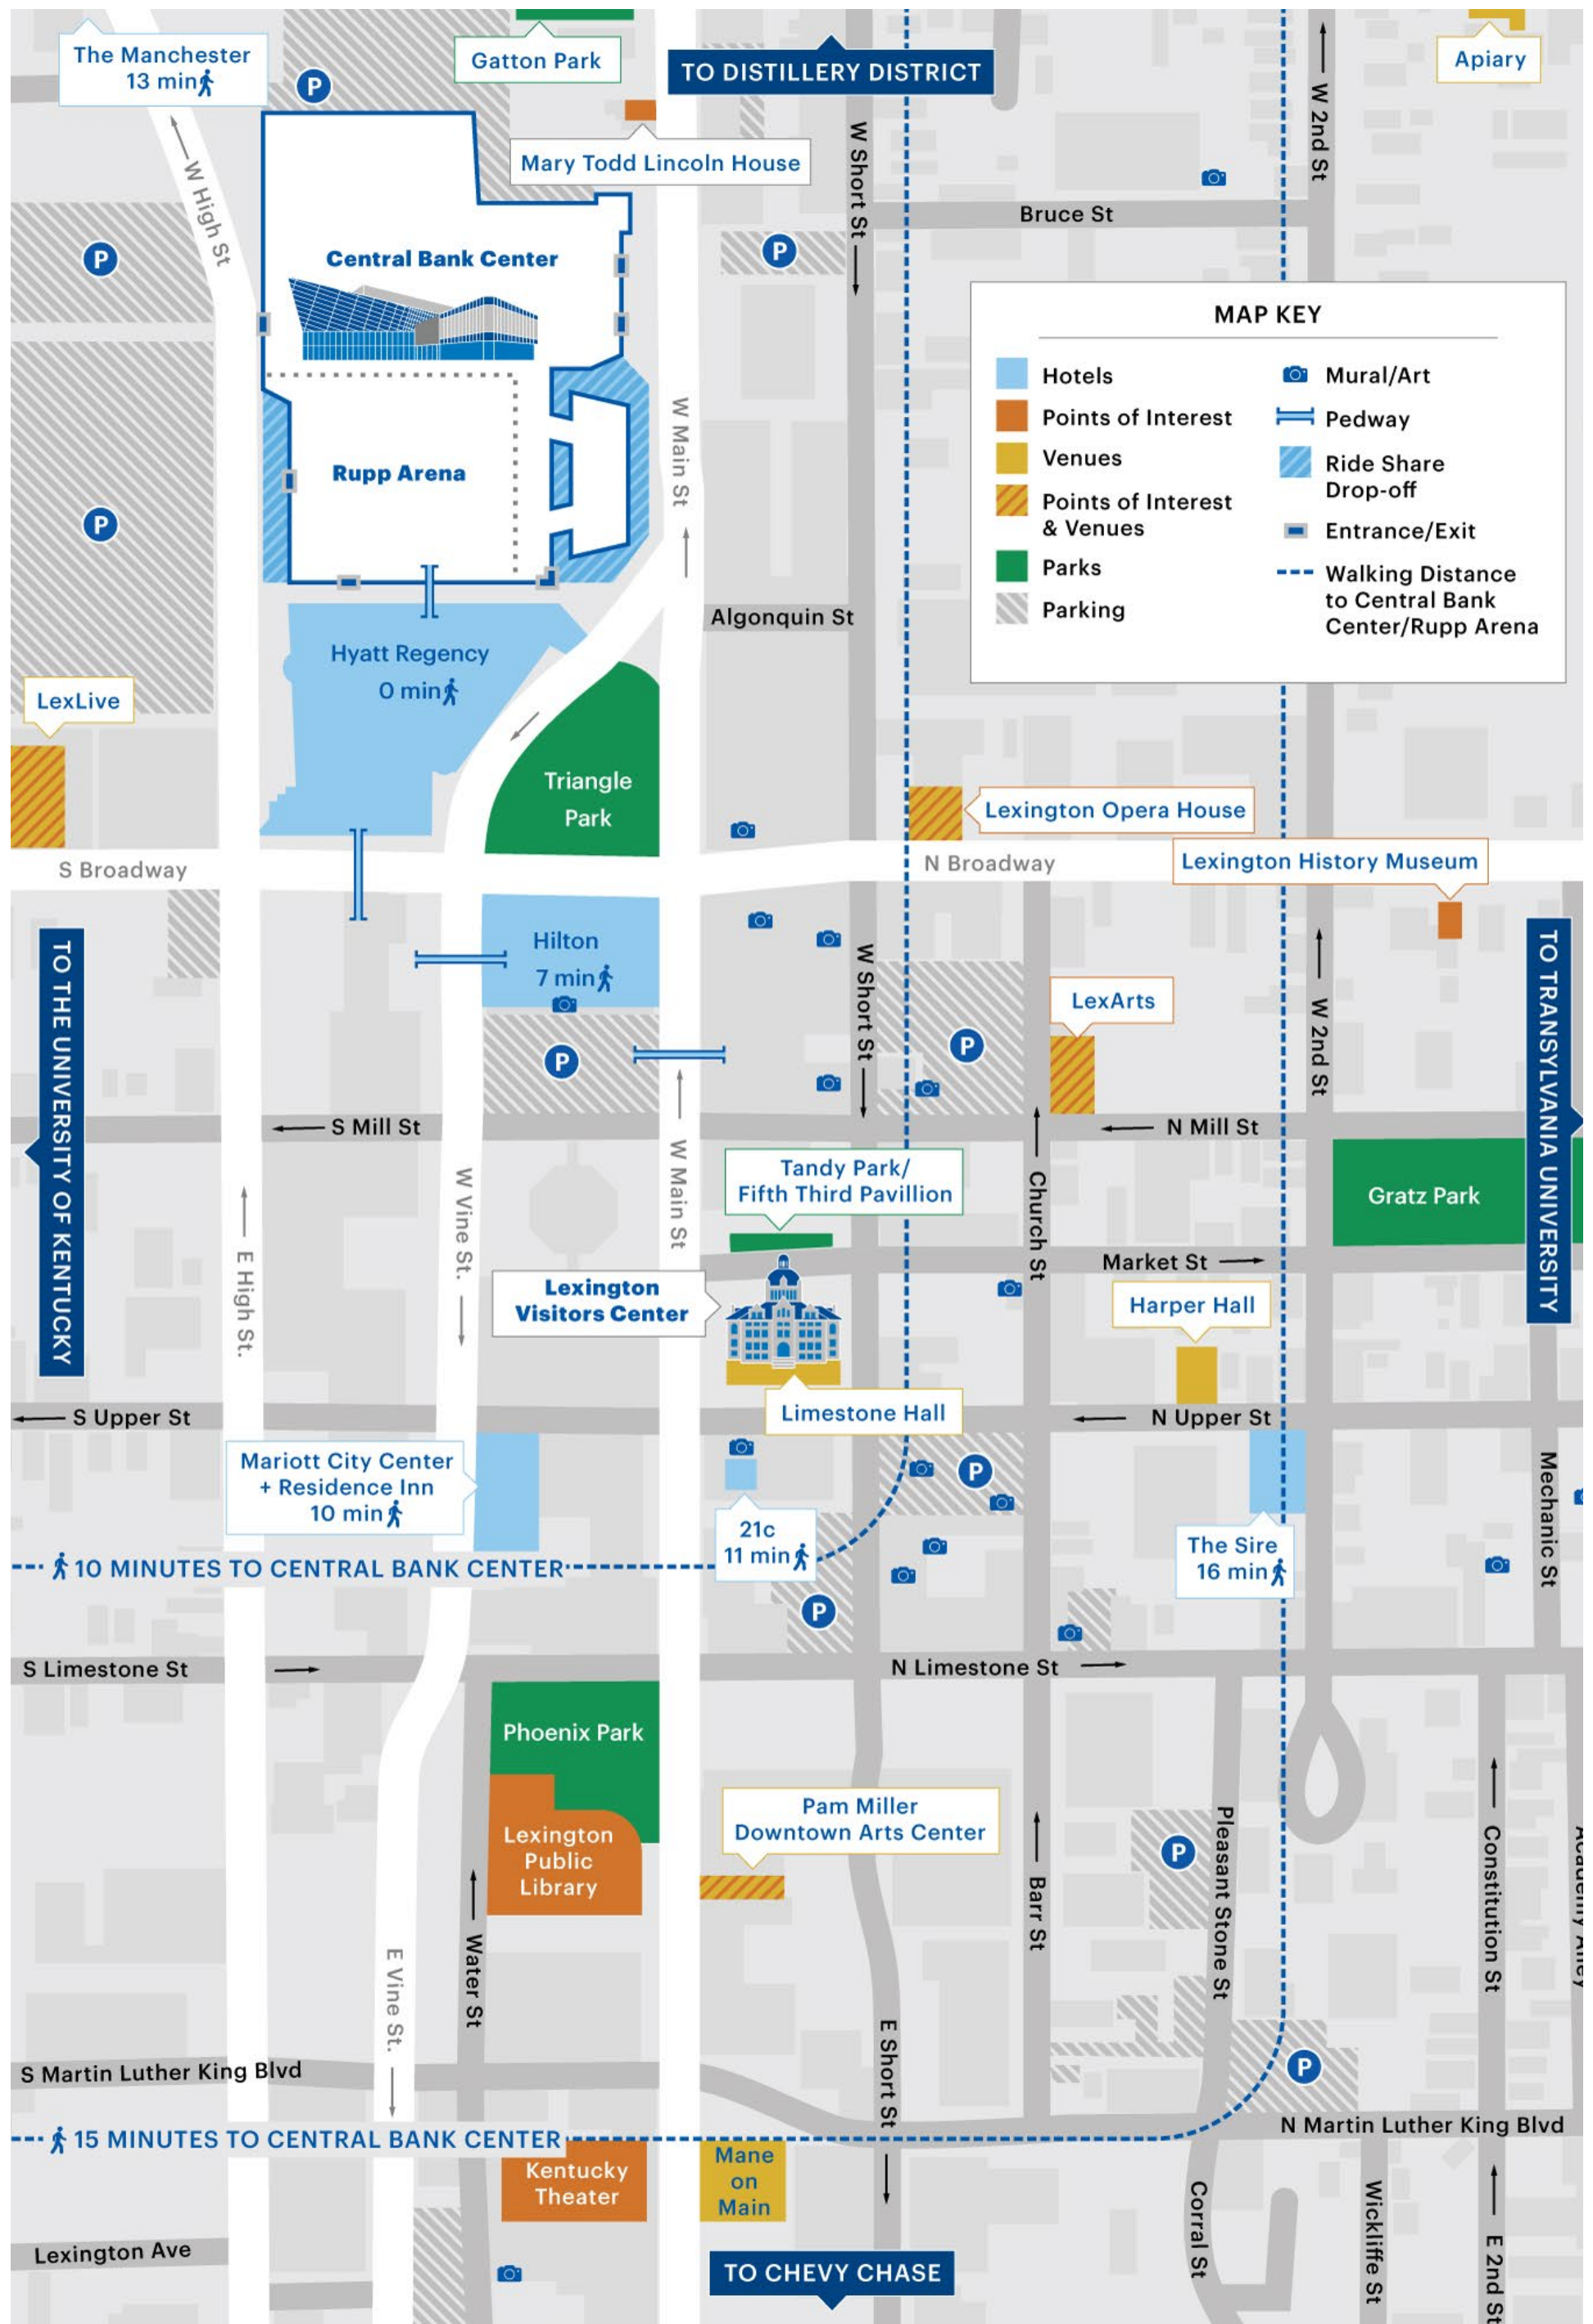 The Manchester
13 min
P
Gatton Park
TO DISTILLERY DISTRICT
Apiary
Mary Todd Lincoln House
W High St
W Short St
W 2nd St
Bruce St
P
P
Central Bank Center
Rupp Arena
P
W Main St
MAP KEY
Hotels
Points of Interest
Venues
Points of Interest
& Venues
Parks
Parking
Mural/Art
Pedway
Ride Share
Drop-off
Entrance/Exit
Walking Distance
to Central Bank
Center/Rupp Arena
Algonquin St
Hyatt Regency
0 min
LexLive
Triangle
Park
Lexington Opera House
S Broadway
N Broadway
Lexington History Museum
TO THE UNIVERSITY OF KENTUCKY
Hilton
7 min
P
W Short St
P
LexArts
W 2nd St
TO TRANSYLVANIA UNIVERSITY
S Mill St
N Mill St
W Vine St.
W Main St
Tandy Park/
Fifth Third Pavillion
Church St
Gratz Park
E High St.
Market St
Lexington
Visitors Center
Harper Hall
Limestone Hall
S Upper St
N Upper St
Mariott City Center
+ Residence Inn
10 min
P
21c
11 min
The Sire
16 min
Mechanic St
10 MINUTES TO CENTRAL BANK CENTER
P
S Limestone St
N Limestone St
Phoenix Park
Pam Miller
Downtown Arts Center
Lexington
Public
Library
P
Pleasant Stone St
Barr St
Constitution St
Academy Alley
Water St
E Vine St.
E Short St
S Martin Luther King Blvd
P
N Martin Luther King Blvd
15 MINUTES TO CENTRAL BANK CENTER
Kentucky
Theater
Mane
on
Main
Corral St
Wickliffe St
E 2nd St
Lexington Ave
TO CHEVY CHASE